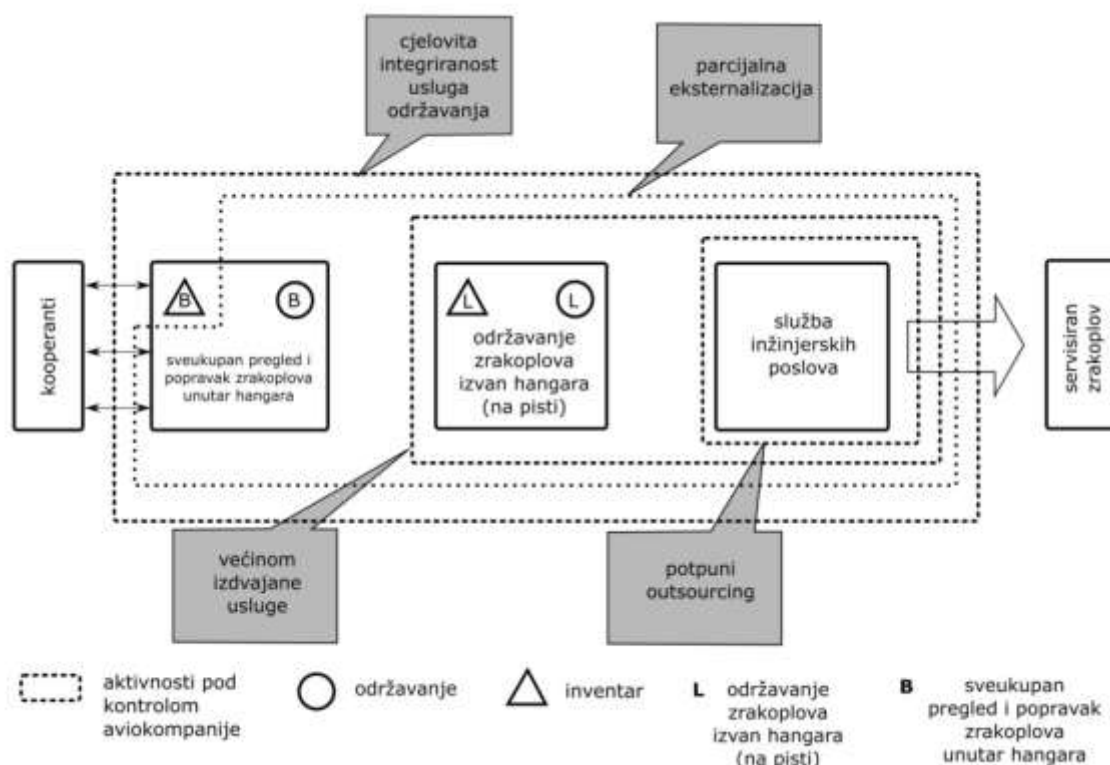 cjelovita
integriranost
usluga
održavanja
parcijalna
eksternalizacija
kooperanti
B
B
sveukupan pregled i
popravak zrakoplova
unutar hangara
L
L
održavanje
zrakoplova
izvan hangara
(na pisti)
služba
inžinjerskih
poslova
servisiran
zrakoplov
većinom
izdvajane
usluge
potpuni
outsourcing
aktivnosti pod
kontrolom
aviokompanije
održavanje
inventar
L održavanje
zrakoplova
izvan hangara
(na pisti)
B sveukupan
pregled i popravak
zrakoplova
unutar hangara